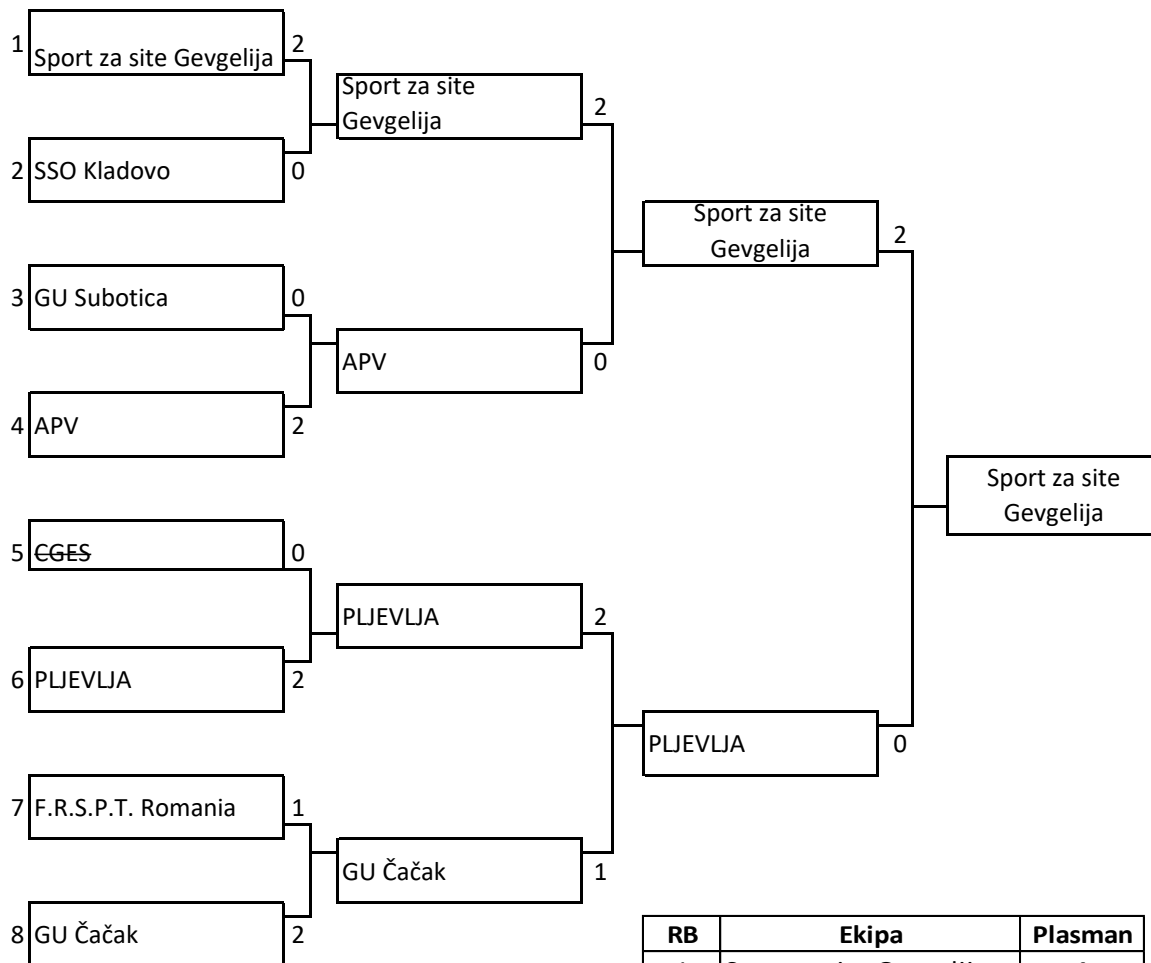 1 Sport za site Gevgelija 2
2 SSO Kladovo 0
3 GU Subotica 0
4 APV 2
5 CGES 0
6 PLJEVLJA 2
7 F.R.S.P.T. Romania 1
8 GU Čačak 2
Sport za site
Gevgelija
2
APV
0
PLJEVLJA
2
GU Čačak
1
Sport za site
Gevgelija
2
PLJEVLJA
0
Sport za site
Gevgelija
RB Ekipa Plasman